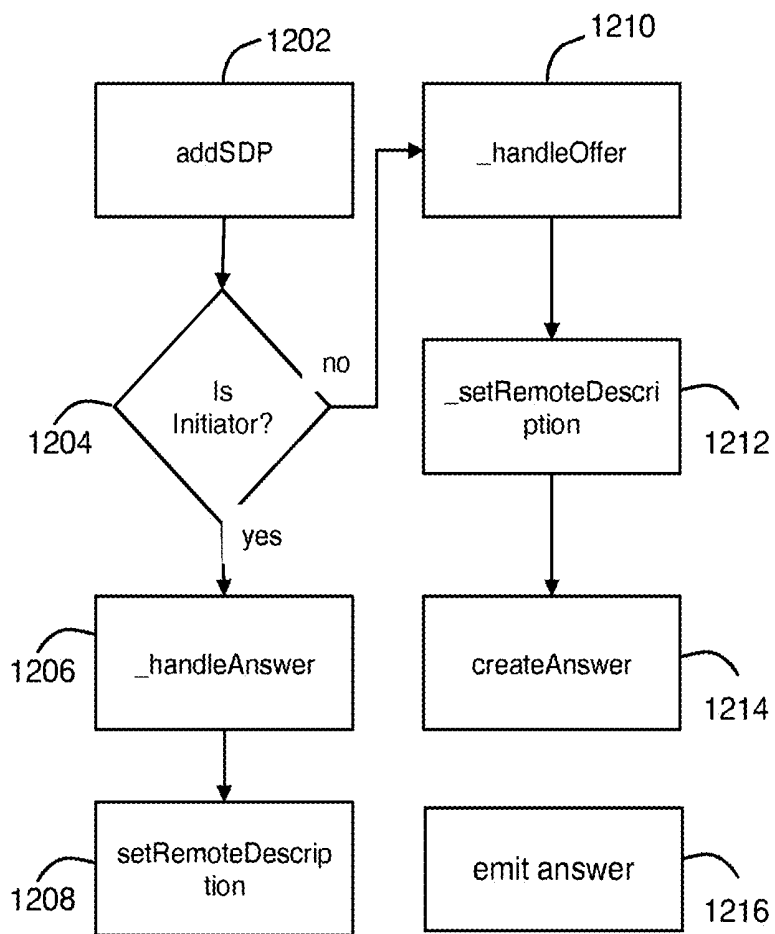 1202
1210
addSDP
_handleOffer
no
Is
Initiator?
1204
_setRemoteDescri
ption
1212
yes
_handleAnswer
1206
createAnswer
1214
setRemoteDescrip
tion
1208
emit answer
1216